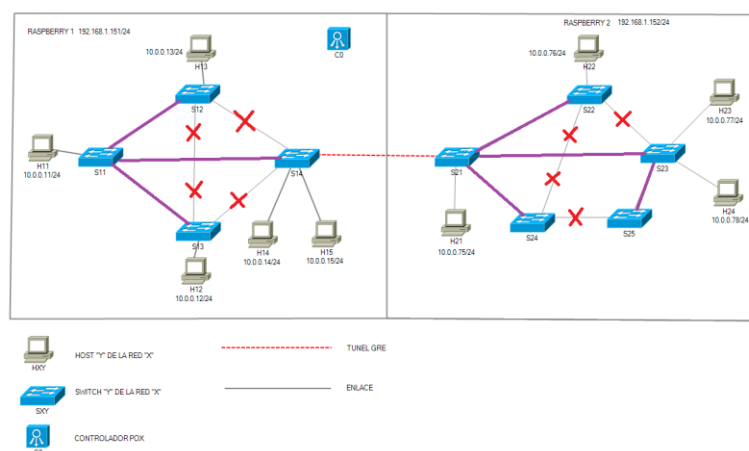 RASPBERRY 1 192.168.1.151/24
10.0.0.13/24
H13
C0
S12
H11
10.0.0.11/24
S11
S14
S13
H12
10.0.0.12/24
H14
10.0.0.14/24
H15
10.0.0.15/24
RASPBERRY 2 192.168.1.152/24
10.0.0.76/24
H22
S22
H23
10.0.0.77/24
S21
S23
H24
10.0.0.78/24
H21
10.0.0.75/24
S24
S25
HXY
HOST "Y" DE LA RED "X"
TUNEL GRE
SXY
SWITCH "Y" DE LA RED "X"
ENLACE
CONTROLADOR POX